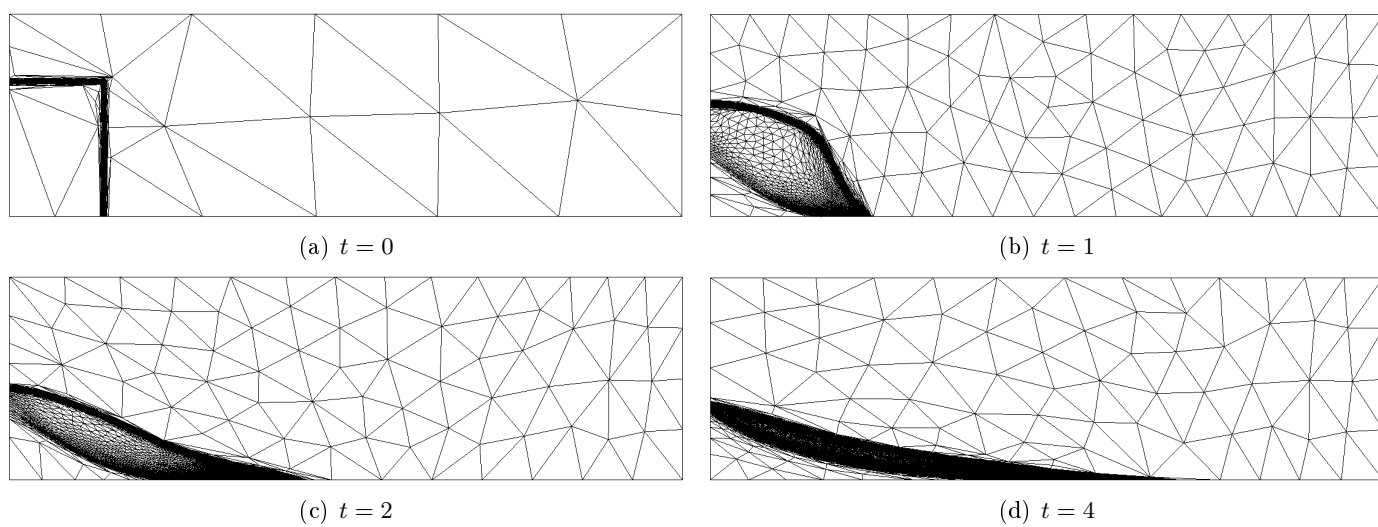 (a) t = 0
(b) t = 1
(c) t = 2
(d) t = 4